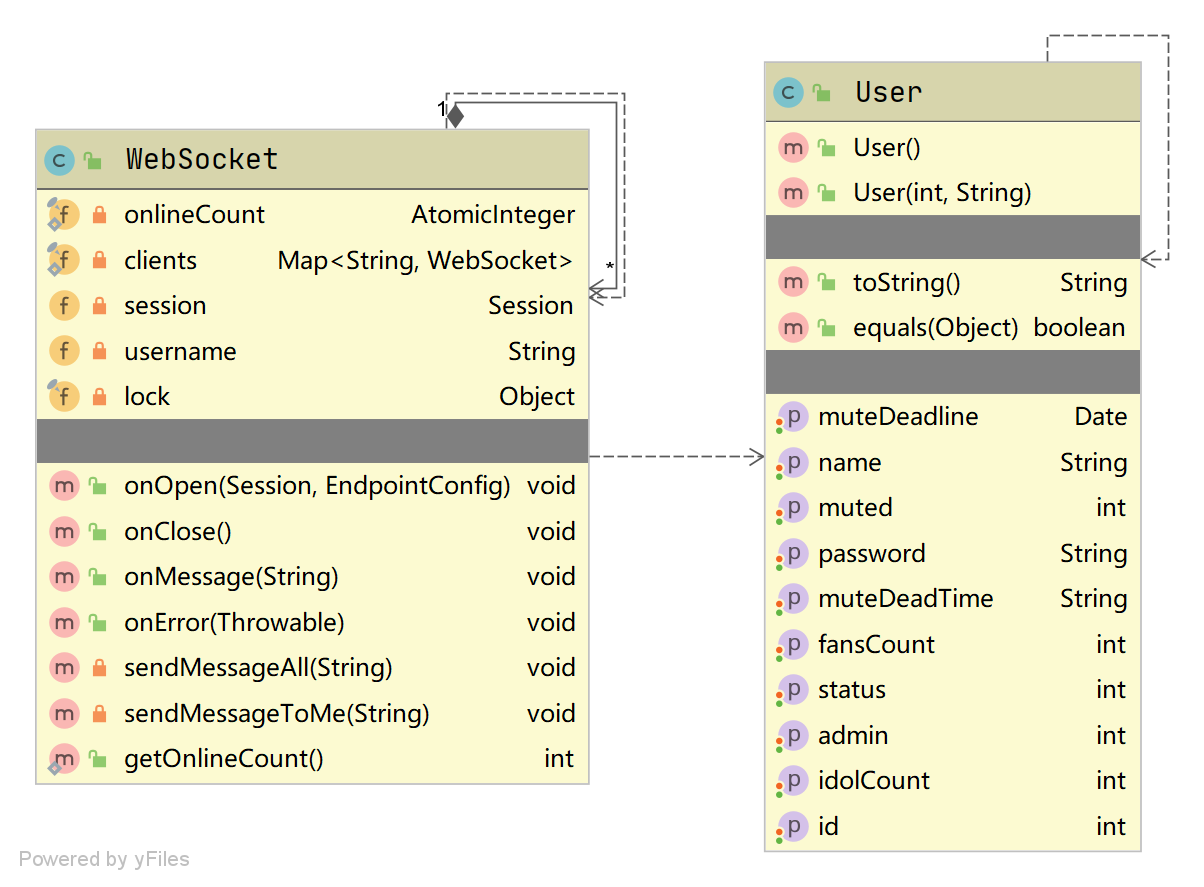 1
*
C WebSocket
f onlineCount AtomicInteger
f clients Map<String, WebSocket>
f session Session
f username String
f lock Object
m onOpen(Session, EndpointConfig) void
m onClose() void
m onMessage(String) void
m onError(Throwable) void
m sendMessageAll(String) void
m sendMessageToMe(String) void
m getOnlineCount() int
C User
m User()
m User(int, String)
m toString() String
m equals(Object) boolean
p muteDeadline Date
p name String
p muted int
p password String
p muteDeadTime String
p fansCount int
p status int
p admin int
p idolCount int
p id int
Powered by yFiles